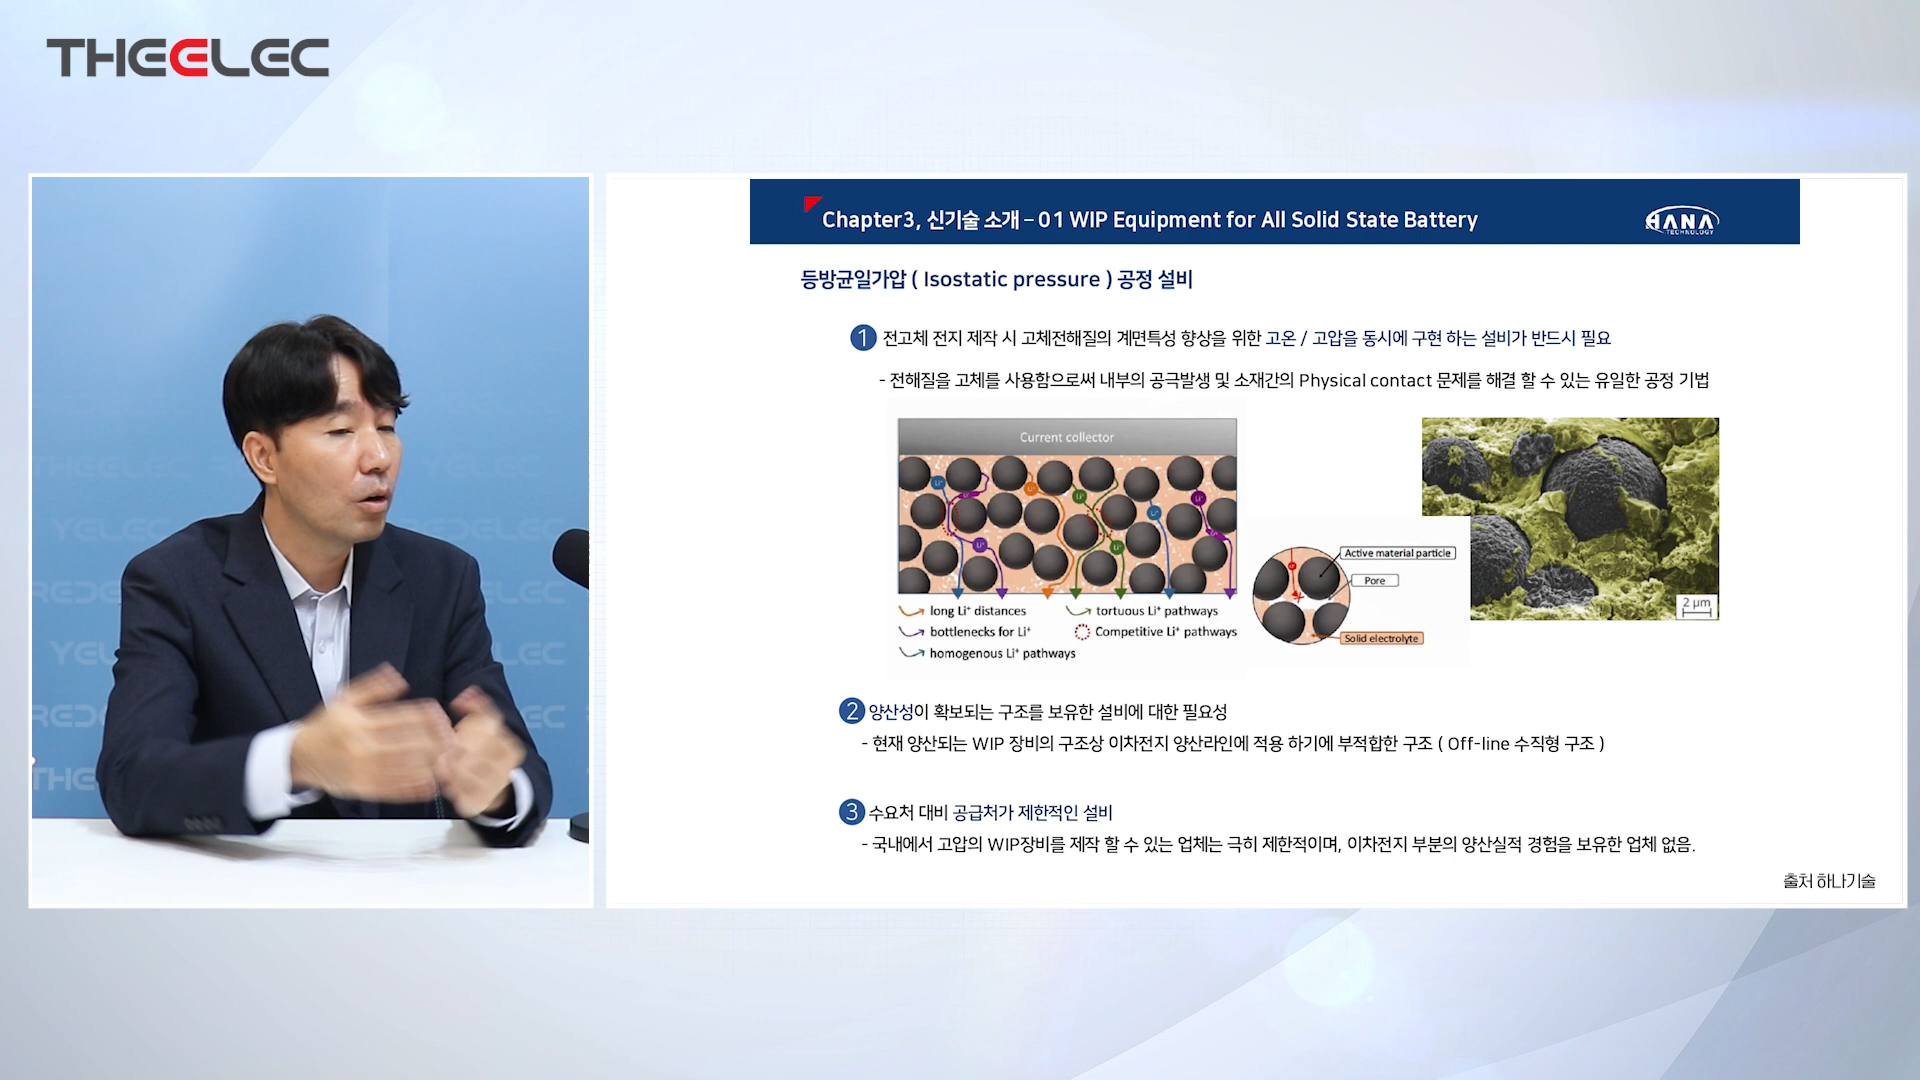 THEELEC
Chapter3, 신기술 소개 – 01 WIP Equipment for All Solid State Battery
HANA
TECHNOLOGY
등방균일가압 ( Isostatic pressure ) 공정 설비
1 전고체 전지 제작 시 고체전해질의 계면특성 향상을 위한 고온 / 고압을 동시에 구현 하는 설비가 반드시 필요
- 전해질을 고체를 사용함으로써 내부의 공극발생 및 소재간의 Physical contact 문제를 해결 할 수 있는 유일한 공정 기법
Current collector
Li⁺
Active material particle
Pore
Solid electrolyte
2 µm
long Li⁺ distances
tortuous Li⁺ pathways
bottlenecks for Li⁺
Competitive Li⁺ pathways
homogenous Li⁺ pathways
2 양산성이 확보되는 구조를 보유한 설비에 대한 필요성
- 현재 양산되는 WIP 장비의 구조상 이차전지 양산라인에 적용 하기에 부적합한 구조 ( Off-line 수직형 구조 )
3 수요처 대비 공급처가 제한적인 설비
- 국내에서 고압의 WIP장비를 제작 할 수 있는 업체는 극히 제한적이며, 이차전지 부분의 양산실적 경험을 보유한 업체 없음.
출처 하나기술
THEELEC
YELEC
YELEC